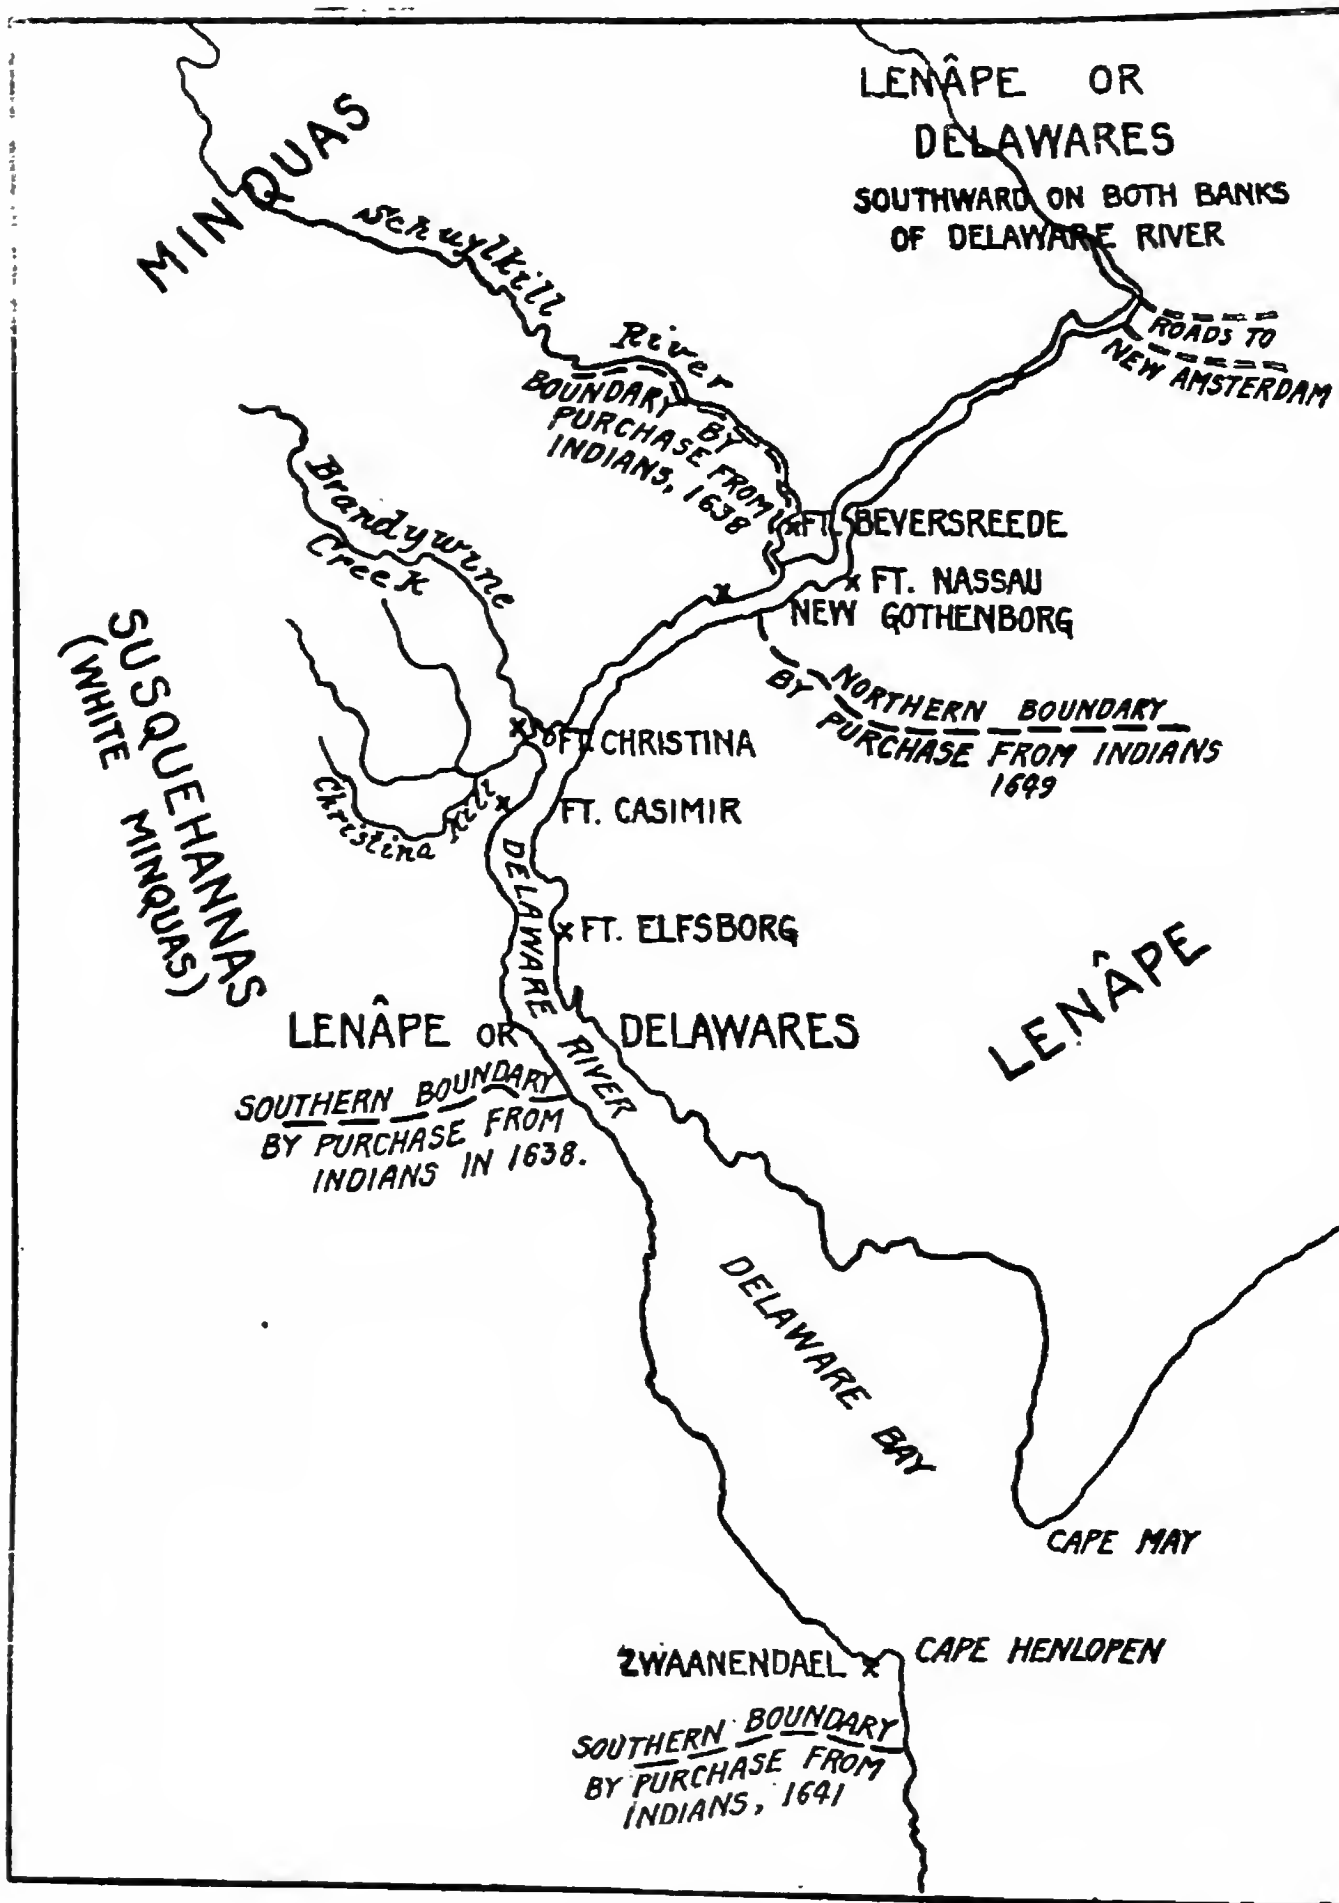 LENÂPE OR
DELAWARES
SOUTHWARD ON BOTH BANKS
OF DELAWARE RIVER
MINQUAS
Schuylkill
River
ROADS TO
NEW AMSTERDAM
BOUNDARY BY
PURCHASE FROM
INDIANS, 1638
Brandywine
Creek
FT. BEVERSREEDE
FT. NASSAU
NEW GOTHENBORG
SUSQUEHANNAS
(WHITE MINQUAS)
NORTHERN BOUNDARY
BY PURCHASE FROM INDIANS
1649
FT. CHRISTINA
Christina Kill
FT. CASIMIR
DELAWARE RIVER
FT. ELFSBORG
LENÂPE
LENÂPE OR DELAWARES
SOUTHERN BOUNDARY
BY PURCHASE FROM
INDIANS IN 1638.
DELAWARE BAY
CAPE MAY
ZWAANENDAEL
CAPE HENLOPEN
SOUTHERN BOUNDARY
BY PURCHASE FROM
INDIANS, 1641